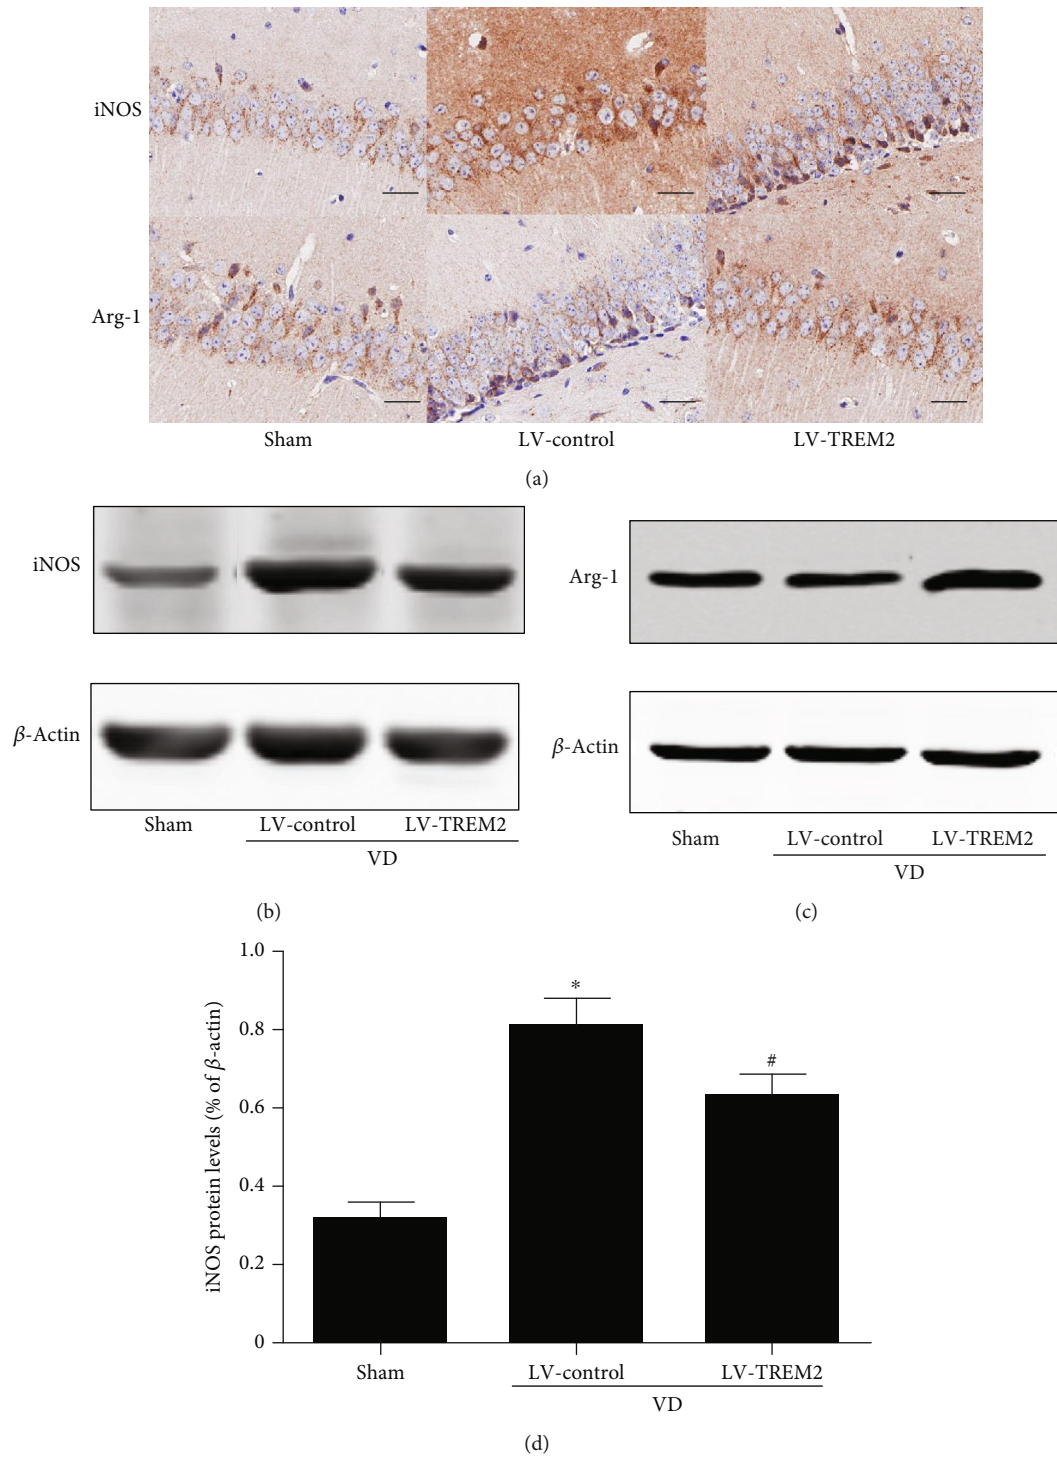 iNOS
Arg-1
Sham LV-control LV-TREM2
(a)
iNOS
β-Actin
Sham LV-control LV-TREM2
VD
(b)
Arg-1
β-Actin
Sham LV-control LV-TREM2
VD
(c)
iNOS protein levels (% of β-actin)
1.0
0.8
0.6
0.4
0.2
0
*
#
Sham LV-control LV-TREM2
VD
(d)